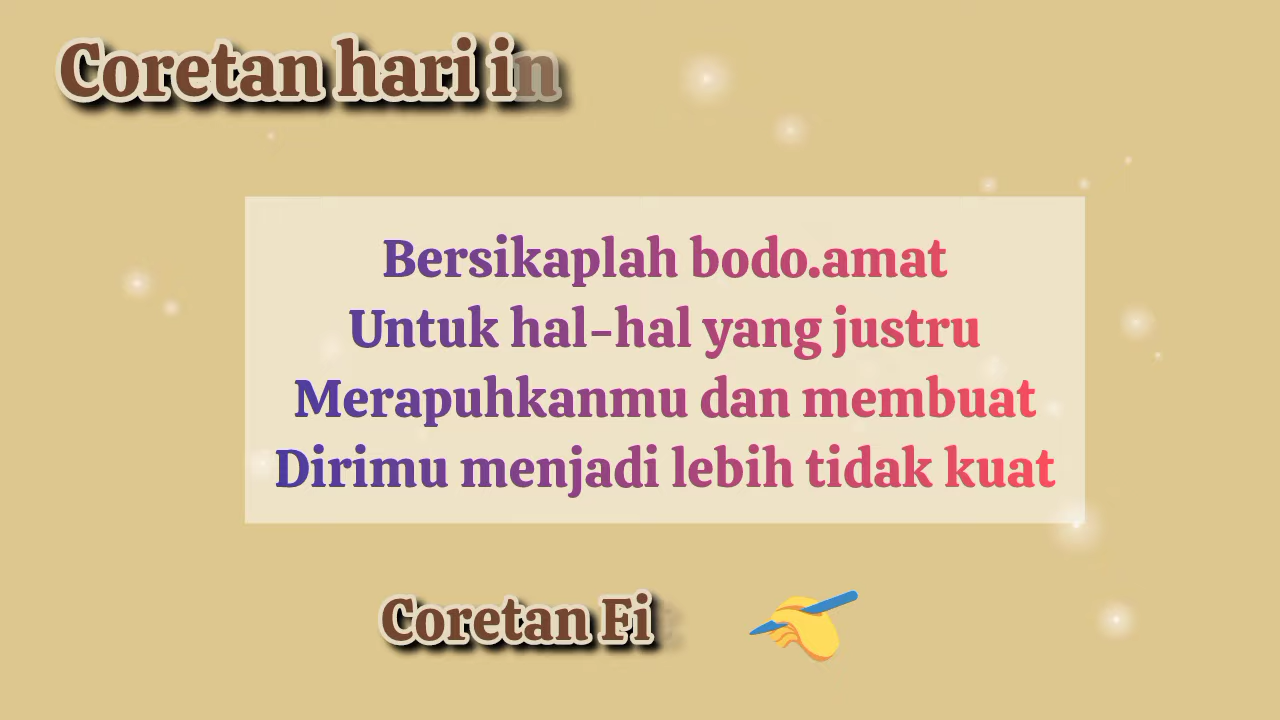 Coretan hari in
Bersikaplah bodo.amat
Untuk hal-hal yang justru
Merapuhkanmu dan membuat
Dirimu menjadi lebih tidak kuat
Coretan Fi